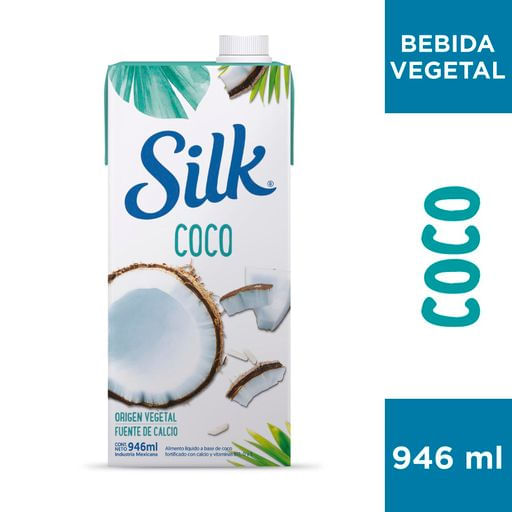 BEBIDA
VEGETAL
Silk®
COCO
COCO
ORIGEN VEGETAL
FUENTE DE CALCIO
CONT.
NETO 946ml
Industria Mexicana
Alimento líquido a base de coco
fortificado con calcio y vitaminas
946 ml